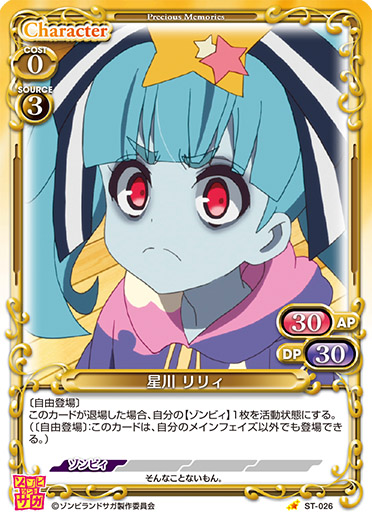 Precious Memories
Character
COST
0
SOURCE
3
30 AP
DP 30
星川 リリィ
〔自由登場〕
このカードが退場した場合、自分の【ゾンビィ】1枚を活動状態にする。
(〔自由登場〕:このカードは、自分のメインフェイズ以外でも登場でき
る。)
ゾンビィ
そんなことないもん。
ゾンビ
ランド
サガ
©ゾンビランドサガ製作委員会
ST-026